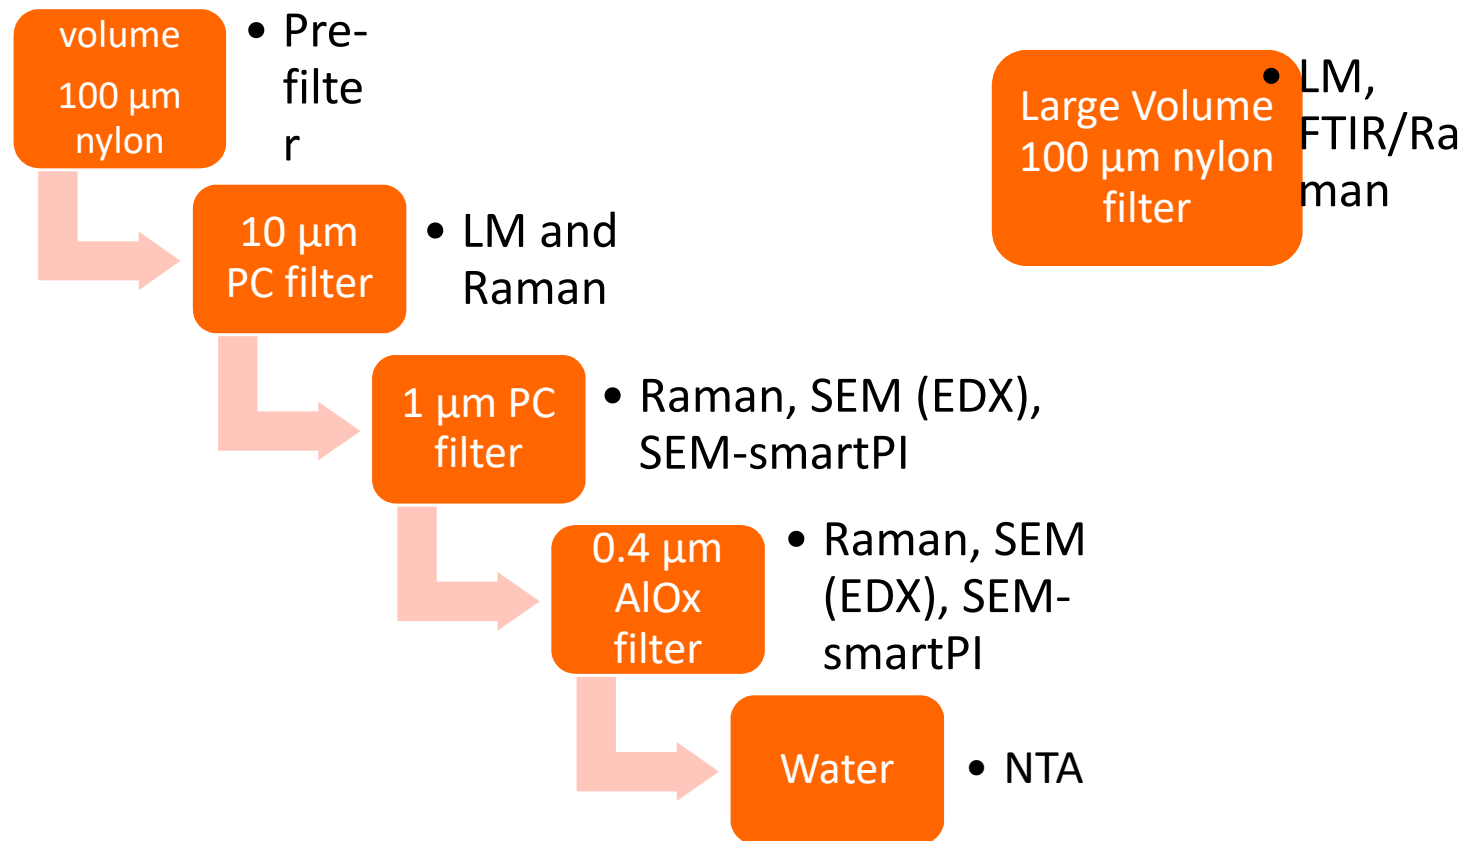 volume
100 µm
nylon
• Pre-
filte
r
10 µm
PC filter
• LM and
Raman
1 µm PC
filter
• Raman, SEM (EDX),
SEM-smartPI
0.4 µm
AlOx
filter
• Raman, SEM
(EDX), SEM-
smartPI
Water
• NTA
Large Volume
100 µm nylon
filter
• LM,
FTIR/Ra
man